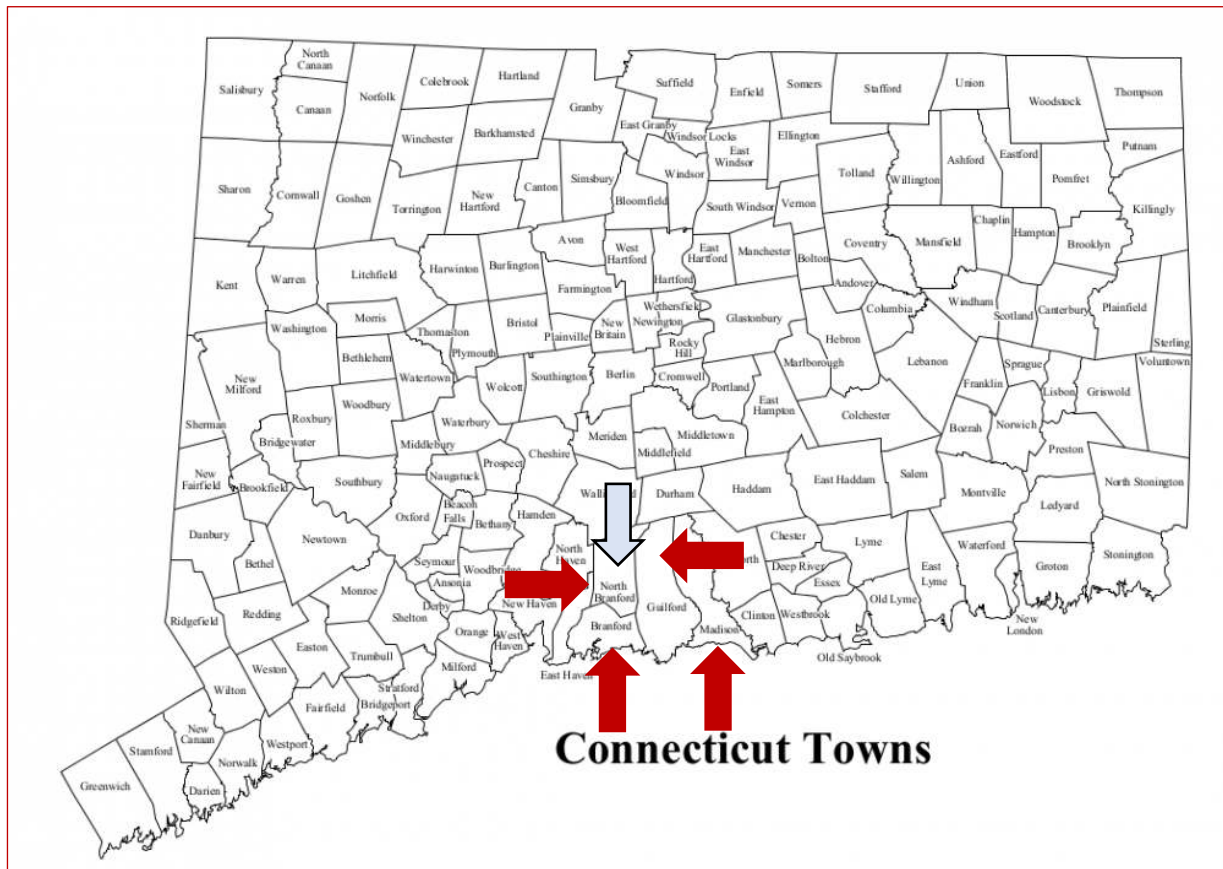 North
Canaan
Salisbury
Canaan
Norfolk
Colebrook
Hartland
Granby
Suffield
East Granby
Windsor Locks
Enfield
Somers
Stafford
Union
Woodstock
Thompson
Winchester
Barkhamsted
East
Windsor
Ellington
Putnam
Sharon
Cornwall
Goshen
Torrington
New
Hartford
Canton
Simsbury
Bloomfield
Windsor
South Windsor
Vernon
Tolland
Willington
Ashford
Eastford
Pomfret
Killingly
Kent
Warren
Litchfield
Harwinton
Burlington
Avon
West
Hartford
Hartford
East
Hartford
Manchester
Bolton
Coventry
Mansfield
Chaplin
Hampton
Brooklyn
Farmington
Andover
Washington
Morris
Thomaston
Plymouth
Bristol
Plainville
New
Britain
Newington
Wethersfield
Glastonbury
Columbia
Windham
Scotland
Canterbury
Plainfield
Sterling
Bethlehem
Rocky
Hill
Marlborough
Hebron
Lebanon
Sprague
Voluntown
New
Milford
Watertown
Wolcott
Southington
Berlin
Cromwell
Portland
East
Hampton
Franklin
Lisbon
Griswold
Sherman
Roxbury
Woodbury
Waterbury
Colchester
Bozrah
Norwich
Bridgewater
Middlebury
Cheshire
Meriden
Middlefield
Middletown
Preston
New
Fairfield
Brookfield
Southbury
Naugatuck
Prospect
Durham
Haddam
East Haddam
Salem
Montville
Ledyard
North Stonington
Danbury
Newtown
Oxford
Beacon
Falls
Bethany
Hamden
Bethel
Seymour
Woodbridge
North
Haven
Chester
Lyme
Waterford
Groton
Stonington
Ansonia
Deep River
Essex
East
Lyme
Redding
Monroe
Derby
New Haven
North
Branford
Guilford
Clinton
Westbrook
Old Lyme
New
London
Ridgefield
Shelton
Orange
West
Haven
Branford
Madison
Old Saybrook
Easton
Trumbull
Milford
East Haven
Wilton
Weston
Stratford
Bridgeport
Fairfield
New
Canaan
Westport
Stamford
Norwalk
Greenwich
Darien
Connecticut Towns